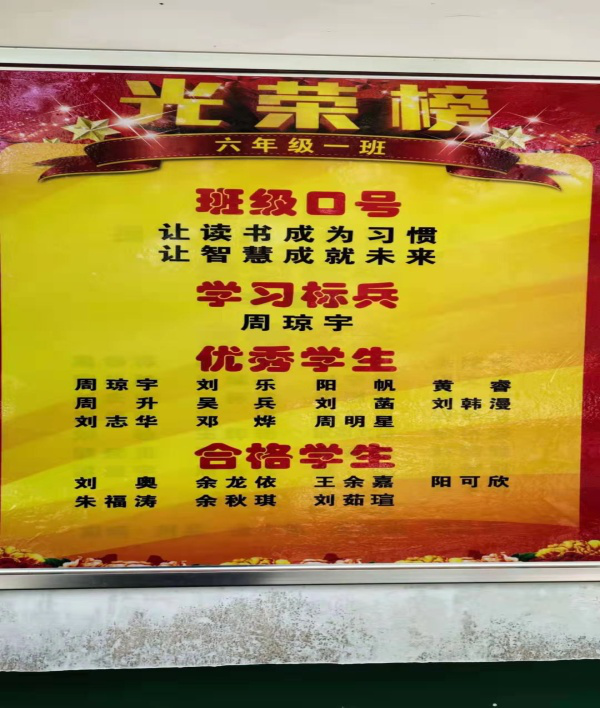 光荣榜
六年级一班
班级口号
让读书成为习惯
让智慧成就未来
学习标兵
周琼宇
优秀学生
周琼宇 刘乐 阳帆 黄睿
周升 吴兵 刘菡 刘韩漫
刘志华 邓烨 周明星
合格学生
刘奥 余龙依 王余嘉 阳可欣
朱福涛 余秋琪 刘茹瑄